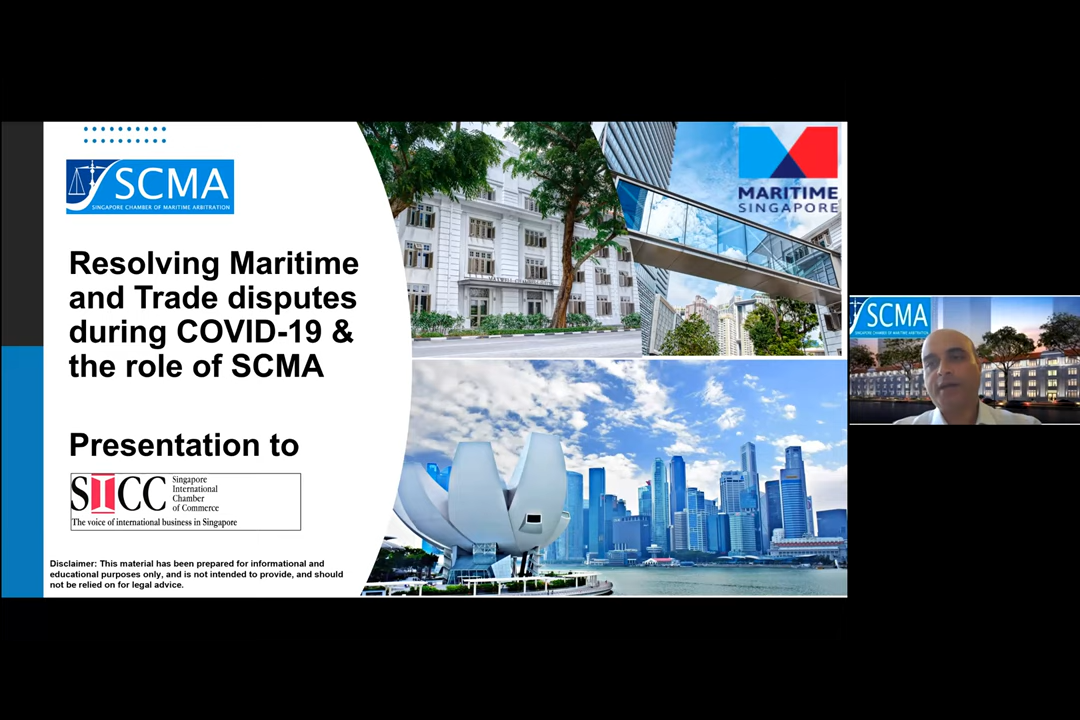 SCMA
SINGAPORE CHAMBER OF MARITIME ARBITRATION
MARITIME
SINGAPORE
Resolving Maritime
and Trade disputes
during COVID-19 &
the role of SCMA
Presentation to
SICC
Singapore
International
Chamber
of Commerce
The voice of international business in Singapore
Disclaimer: This material has been prepared for informational and
educational purposes only, and is not intended to provide, and should
not be relied on for legal advice.
SCMA
SINGAPORE CHAMBER OF MARITIME ARBITRATION